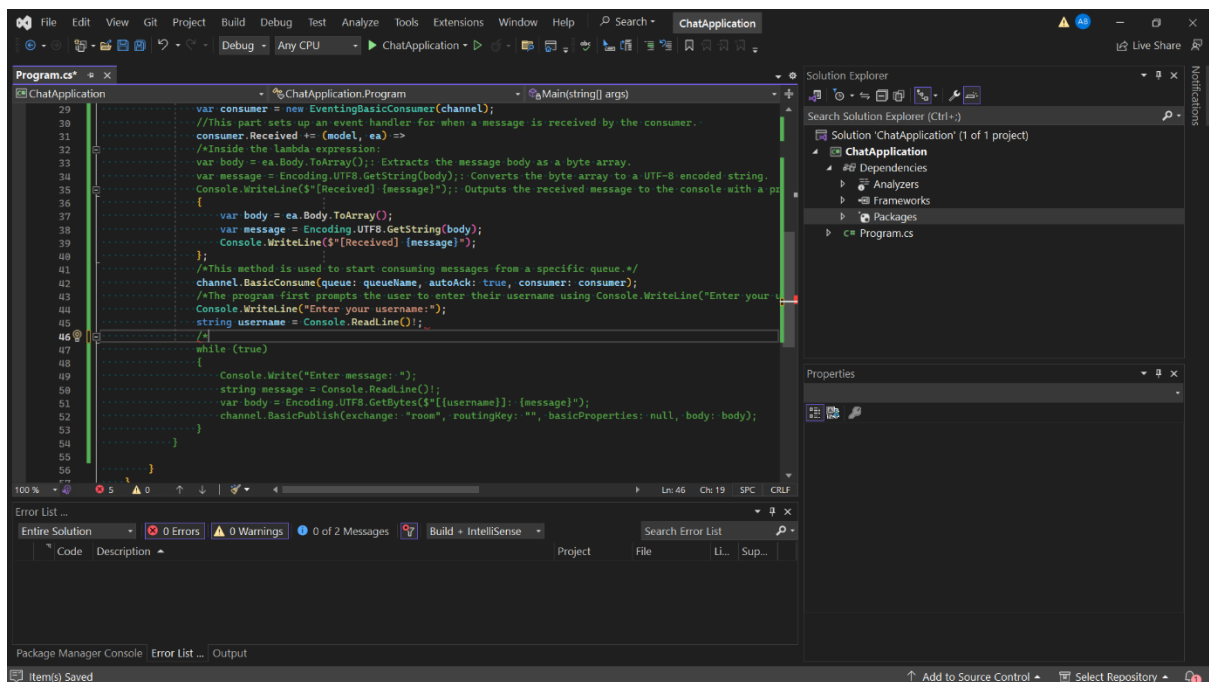 File Edit View Git Project Build Debug Test Analyze Tools Extensions Window Help Search ChatApplication AB
Debug Any CPU ChatApplication Live Share
Program.cs*
ChatApplication ChatApplication.Program Main(string[] args)
29 var consumer = new EventingBasicConsumer(channel);
30 //This part sets up an event handler for when a message is received by the consumer.
31 consumer.Received += (model, ea) =>
32 /*Inside the lambda expression:
33 var body = ea.Body.ToArray();: Extracts the message body as a byte array.
34 var message = Encoding.UTF8.GetString(body);: Converts the byte array to a UTF-8 encoded string.
35 Console.WriteLine($"[Received] {message}");: Outputs the received message to the console with a pr
36 {
37 var body = ea.Body.ToArray();
38 var message = Encoding.UTF8.GetString(body);
39 Console.WriteLine($"[Received] {message}");
40 };
41 /*This method is used to start consuming messages from a specific queue.*/
42 channel.BasicConsume(queue: queueName, autoAck: true, consumer: consumer);
43 /*The program first prompts the user to enter their username using Console.WriteLine("Enter your u
44 Console.WriteLine("Enter your username:");
45 string username = Console.ReadLine()!;
46 /*
47 while (true)
48 {
49 Console.Write("Enter message: ");
50 string message = Console.ReadLine()!;
51 var body = Encoding.UTF8.GetBytes($"[{username}]: {message}");
52 channel.BasicPublish(exchange: "room", routingKey: "", basicProperties: null, body: body);
53 }
54 }
55
56 }
57 }
100 % 5 0 Ln: 46 Ch: 19 SPC CRLF
Error List ...
Entire Solution 0 Errors 0 Warnings 0 of 2 Messages Build + IntelliSense Search Error List
Code Description Project File Li... Sup...
Package Manager Console Error List ... Output
Item(s) Saved Add to Source Control Select Repository 1
Solution Explorer
Search Solution Explorer (Ctrl+;)
Solution 'ChatApplication' (1 of 1 project)
ChatApplication
Dependencies
Analyzers
Frameworks
Packages
C# Program.cs
Properties
Notifications